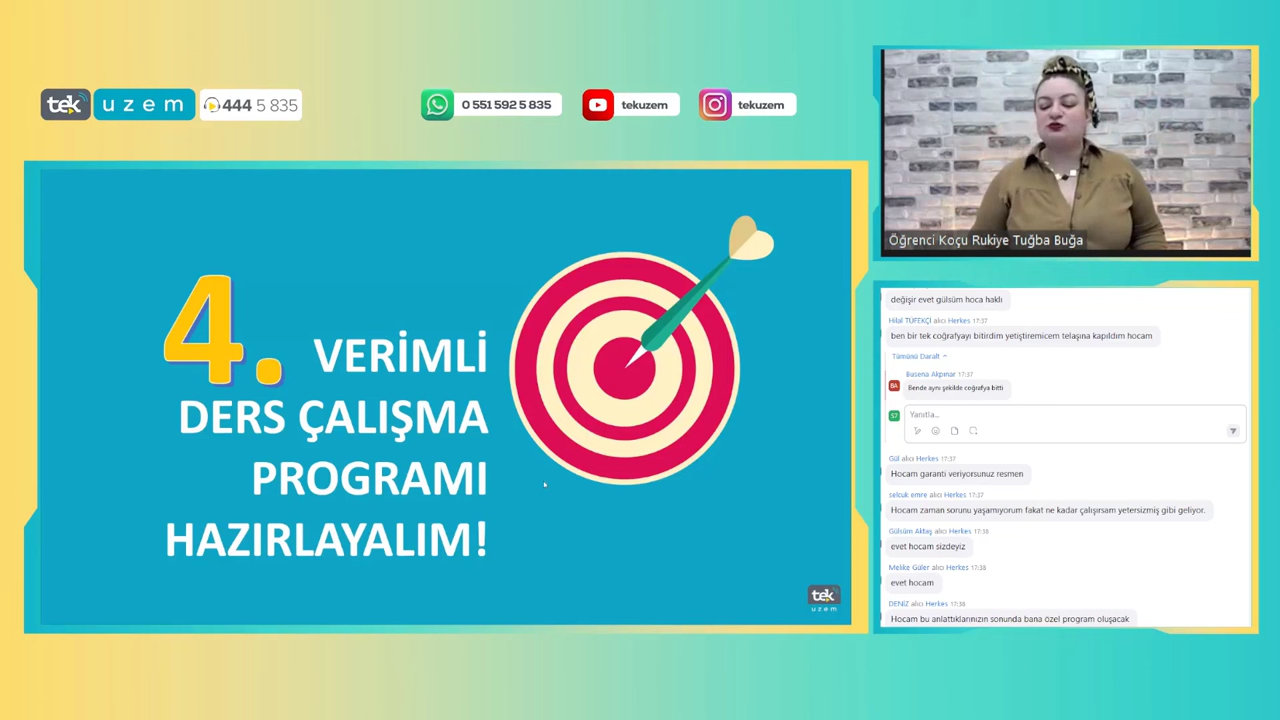 tek uzem 444 5 835
0 551 592 5 835
tekuzem
tekuzem
4. VERİMLİ
DERS ÇALIŞMA
PROGRAMI
HAZIRLAYALIM!
tek
uzem
Öğrenci Koçu Rukiye Tuğba Buğa
değişir evet gülsüm hoca haklı
Hilal TÜFEKÇİ alıcı Herkes 17:37
ben bir tek coğrafyayı bitirdim yetiştiremicem telaşına kapıldım hocam
Tümünü Daralt
Busena Akpınar 17:37
BA
Bende aynı şekilde coğrafya bitti
Yanıtla...
Gül alıcı Herkes 17:37
Hocam garanti veriyorsunuz resmen
selcuk emre alıcı Herkes 17:37
Hocam zaman sorunu yaşamıyorum fakat ne kadar çalışırsam yetersizmiş gibi geliyor.
Gülsüm Aktaş alıcı Herkes 17:38
evet hocam sizdeyiz
Melike Güler alıcı Herkes 17:38
evet hocam
DENİZ alıcı Herkes 17:38
Hocam bu anlattıklarınızın sonunda bana özel program oluşacak